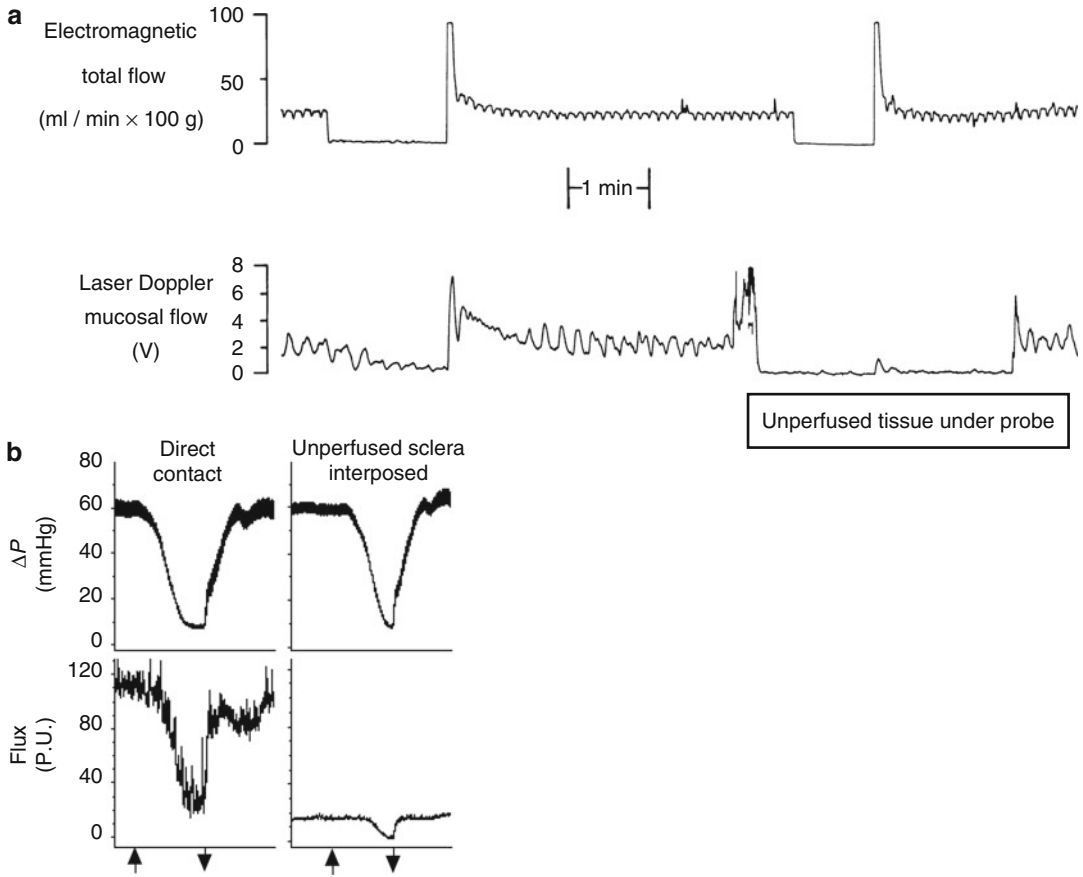 a
Electromagnetic
total flow
(ml / min × 100 g)
100
50
0
1 min
Laser Doppler
mucosal flow
(V)
8
6
4
2
0
Unperfused tissue under probe
b
Direct
contact
Unperfused sclera
interposed
ΔP
(mmHg)
80
60
40
20
0
Flux
(P.U.)
120
80
40
0